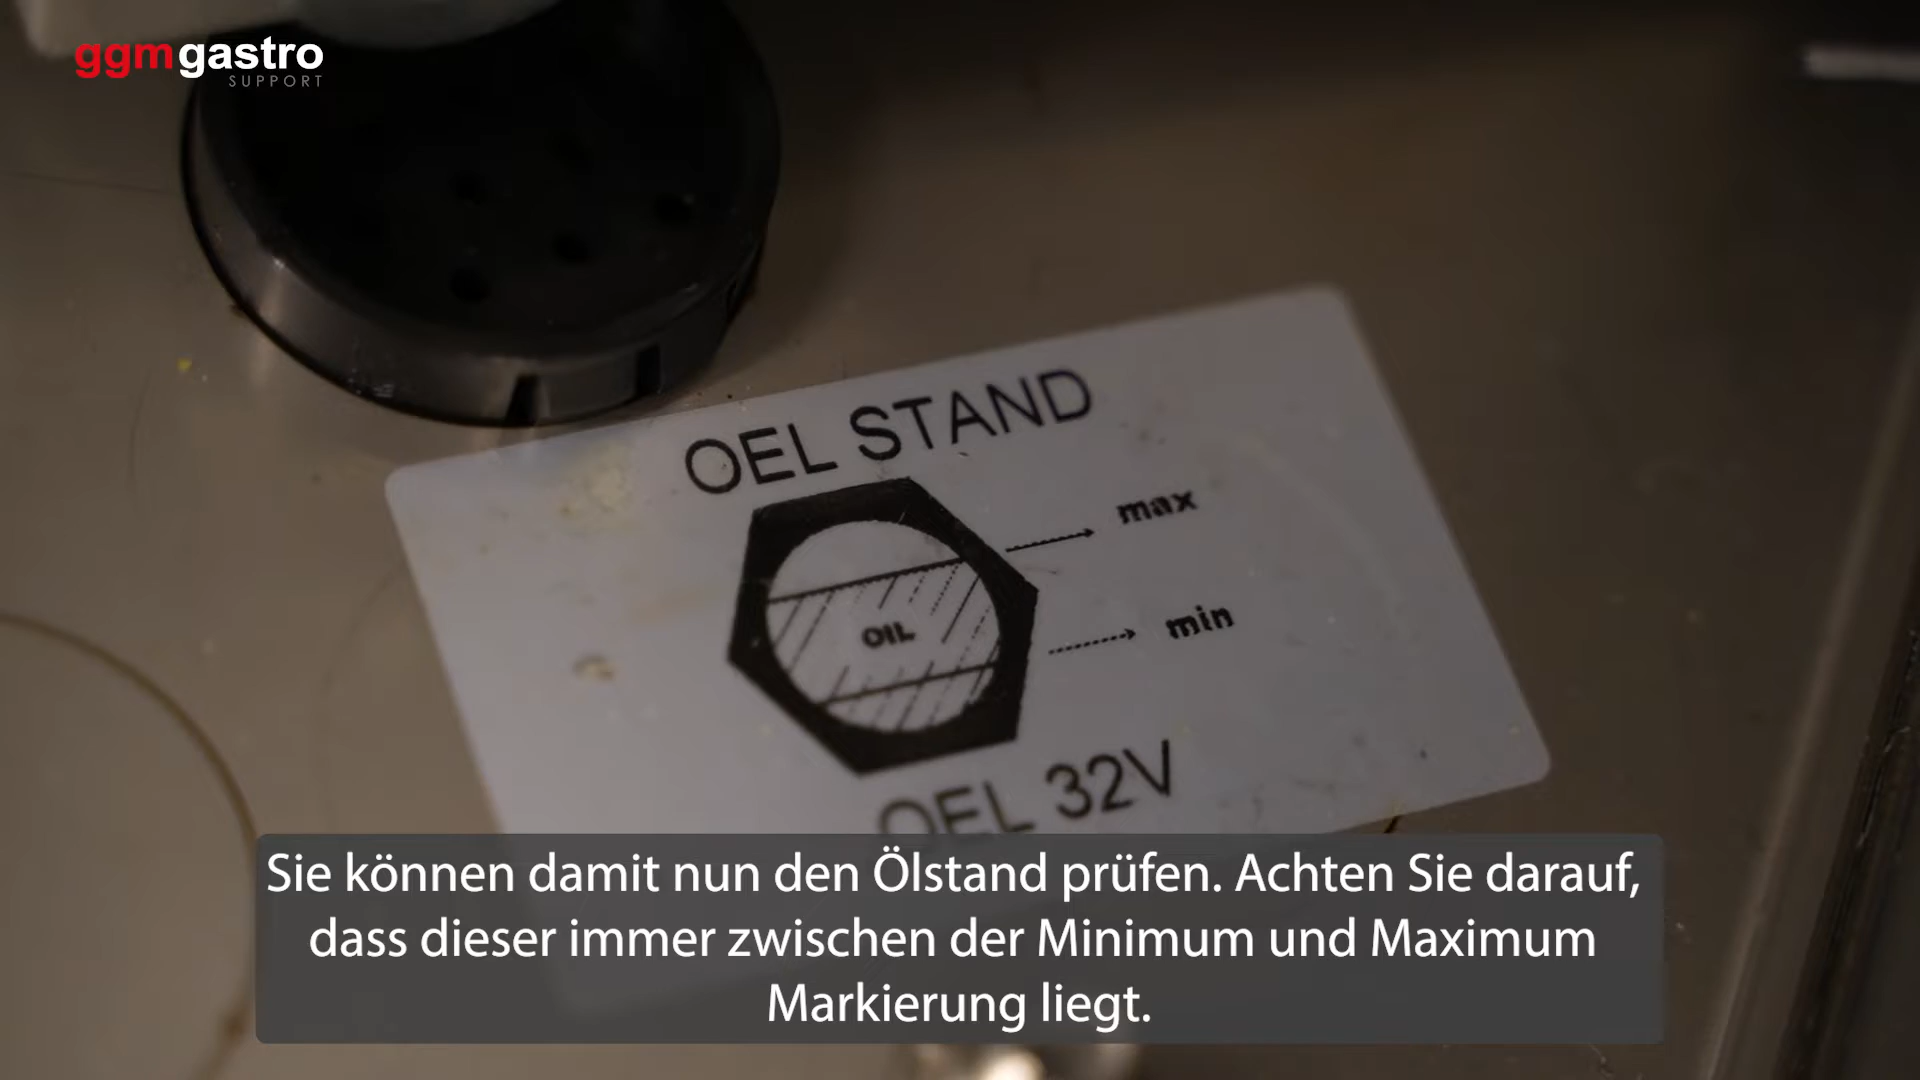 ggmgastro
SUPPORT
OEL STAND
max
OIL
min
OEL 32V
Sie können damit nun den Ölstand prüfen. Achten Sie darauf,
dass dieser immer zwischen der Minimum und Maximum
Markierung liegt.